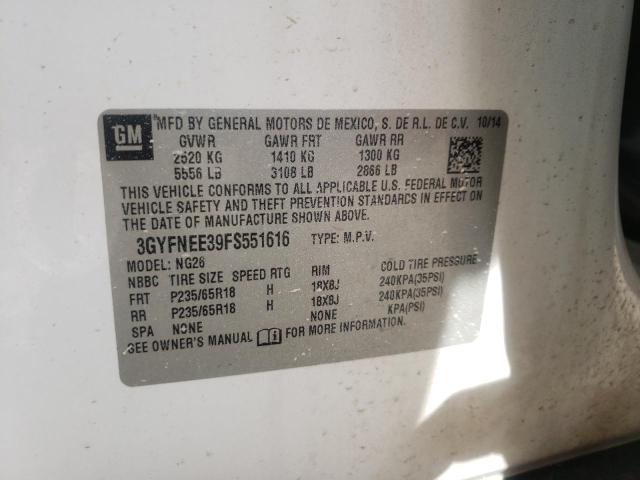 GM
MFD BY GENERAL MOTORS DE MEXICO, S. DE R.L. DE C.V. 10/14
GVWR GAWR FRT GAWR RR
2520 KG 1410 KG 1300 KG
5556 LB 3108 LB 2866 LB
THIS VEHICLE CONFORMS TO ALL APPLICABLE U.S. FEDERAL MOTOR
VEHICLE SAFETY AND THEFT PREVENTION STANDARDS IN EFFECT ON
THE DATE OF MANUFACTURE SHOWN ABOVE.
3GYFNEE39FS551616 TYPE: M.P.V.
MODEL: NG26
NBBC TIRE SIZE SPEED RTG RIM COLD TIRE PRESSURE
FRT P235/65R18 H 18X8J 240KPA(35PSI)
RR P235/65R18 H 18X8J 240KPA(35PSI)
SPA NONE NONE KPA(PSI)
SEE OWNER'S MANUAL FOR MORE INFORMATION.